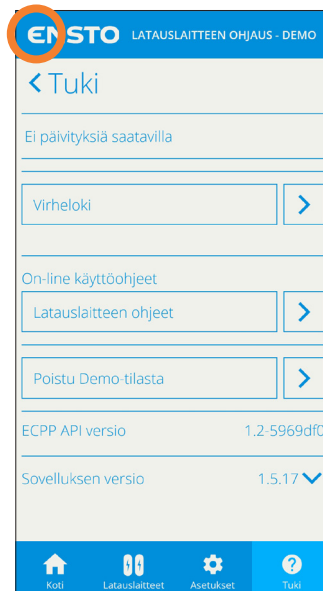 ENSTO LATAUSLAITTEEN OHJAUS - DEMO
Tuki
Ei päivityksiä saatavilla
Virheloki
On-line käyttöohjeet
Latauslaitteen ohjeet
Poistu Demo-tilasta
ECPP API versio 1.2-5969df0
Sovelluksen versio 1.5.17
Koti Latauslaitteet Asetukset Tuki